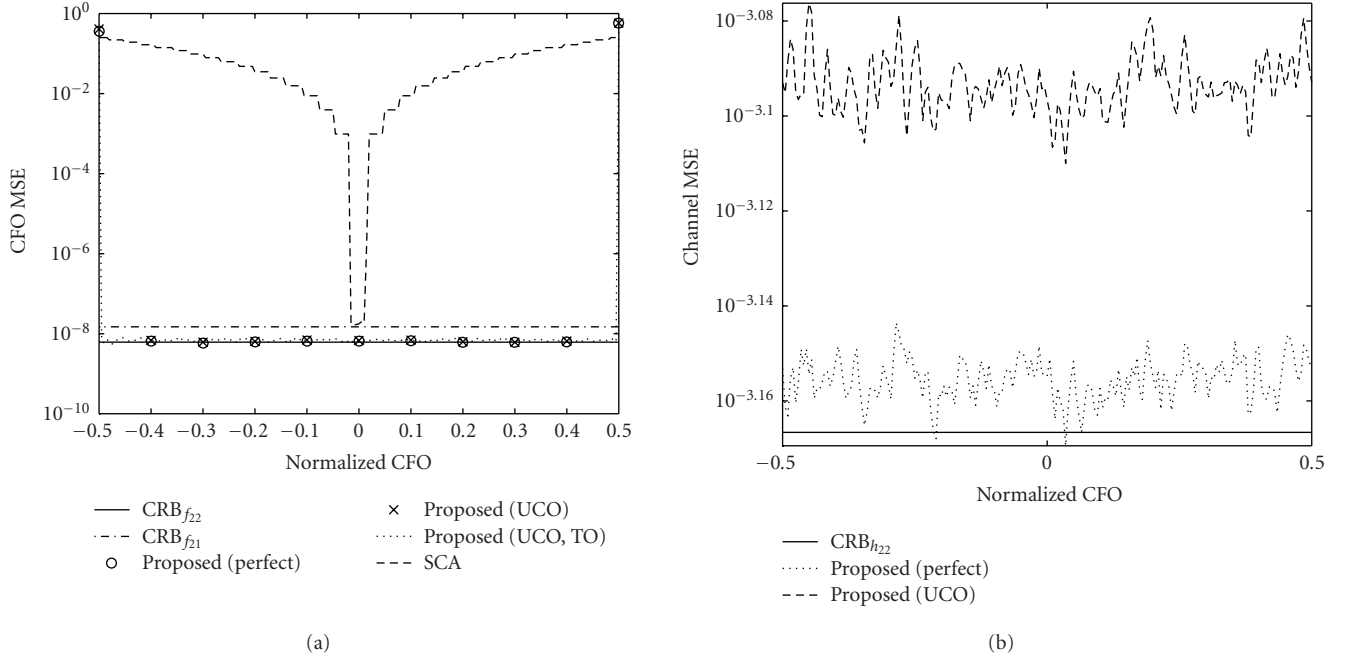 10^0
10^−2
10^−4
10^−6
10^−8
10^−10
CFO MSE
−0.5 −0.4 −0.3 −0.2 −0.1 0 0.1 0.2 0.3 0.4 0.5
Normalized CFO
CRB_f22
CRB_f21
Proposed (perfect)
Proposed (UCO)
Proposed (UCO, TO)
SCA
(a)
10^−3.08
10^−3.1
10^−3.12
10^−3.14
10^−3.16
Channel MSE
−0.5 0 0.5
Normalized CFO
CRB_h22
Proposed (perfect)
Proposed (UCO)
(b)